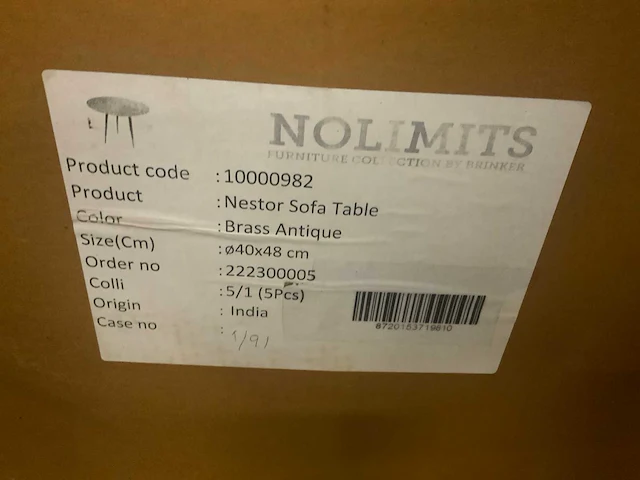 NOLIMITS
FURNITURE COLLECTION BY BRINKER
Product code : 10000982
Product : Nestor Sofa Table
Color : Brass Antique
Size(Cm) : ø40x48 cm
Order no : 222300005
Colli : 5/1 (5Pcs)
Origin : India
Case no : 1/91
8720153719810